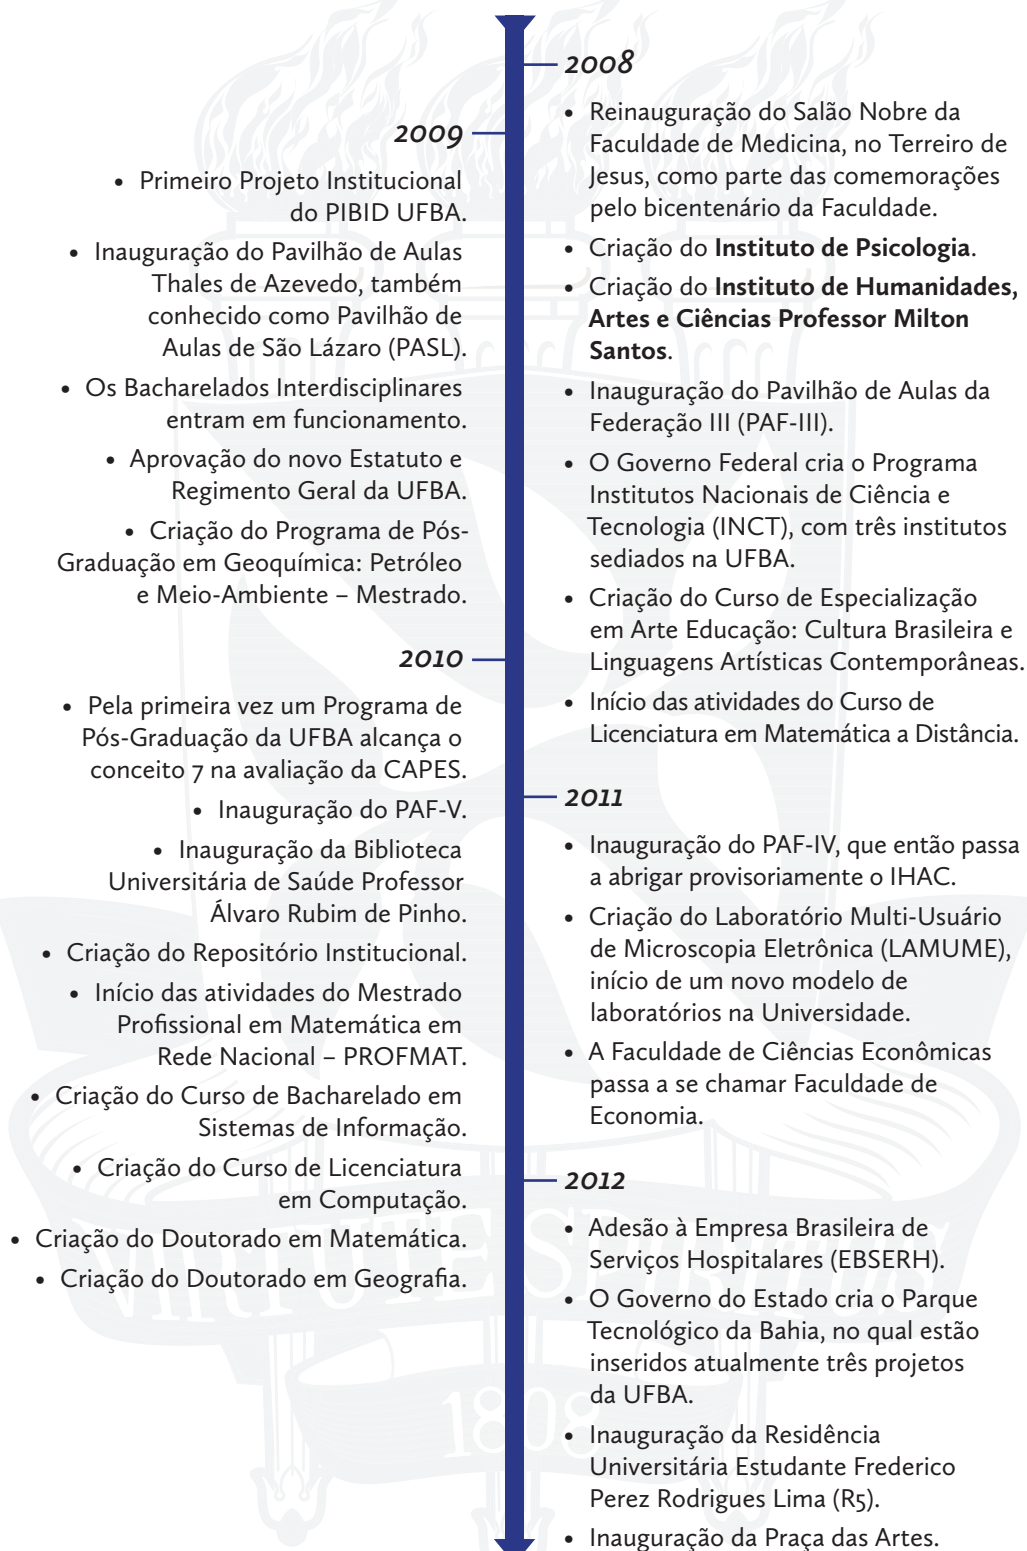 2008
• Reinauguração do Salão Nobre da
Faculdade de Medicina, no Terreiro de
Jesus, como parte das comemorações
pelo bicentenário da Faculdade.
• Criação do Instituto de Psicologia.
• Criação do Instituto de Humanidades,
Artes e Ciências Professor Milton
Santos.
• Inauguração do Pavilhão de Aulas da
Federação III (PAF-III).
• O Governo Federal cria o Programa
Institutos Nacionais de Ciência e
Tecnologia (INCT), com três institutos
sediados na UFBA.
• Criação do Curso de Especialização
em Arte Educação: Cultura Brasileira e
Linguagens Artísticas Contemporâneas.
• Início das atividades do Curso de
Licenciatura em Matemática a Distância.
2009
• Primeiro Projeto Institucional
do PIBID UFBA.
• Inauguração do Pavilhão de Aulas
Thales de Azevedo, também
conhecido como Pavilhão de
Aulas de São Lázaro (PASL).
• Os Bacharelados Interdisciplinares
entram em funcionamento.
• Aprovação do novo Estatuto e
Regimento Geral da UFBA.
• Criação do Programa de Pós-
Graduação em Geoquímica: Petróleo
e Meio-Ambiente – Mestrado.
2010
• Pela primeira vez um Programa de
Pós-Graduação da UFBA alcança o
conceito 7 na avaliação da CAPES.
• Inauguração do PAF-V.
• Inauguração da Biblioteca
Universitária de Saúde Professor
Álvaro Rubim de Pinho.
• Criação do Repositório Institucional.
• Início das atividades do Mestrado
Profissional em Matemática em
Rede Nacional – PROFMAT.
• Criação do Curso de Bacharelado em
Sistemas de Informação.
• Criação do Curso de Licenciatura
em Computação.
• Criação do Doutorado em Matemática.
• Criação do Doutorado em Geografia.
2011
• Inauguração do PAF-IV, que então passa
a abrigar provisoriamente o IHAC.
• Criação do Laboratório Multi-Usuário
de Microscopia Eletrônica (LAMUME),
início de um novo modelo de
laboratórios na Universidade.
• A Faculdade de Ciências Econômicas
passa a se chamar Faculdade de
Economia.
2012
• Adesão à Empresa Brasileira de
Serviços Hospitalares (EBSERH).
• O Governo do Estado cria o Parque
Tecnológico da Bahia, no qual estão
inseridos atualmente três projetos
da UFBA.
• Inauguração da Residência
Universitária Estudante Frederico
Perez Rodrigues Lima (R5).
• Inauguração da Praça das Artes.
VIRTUTE SPIRITUS
1808